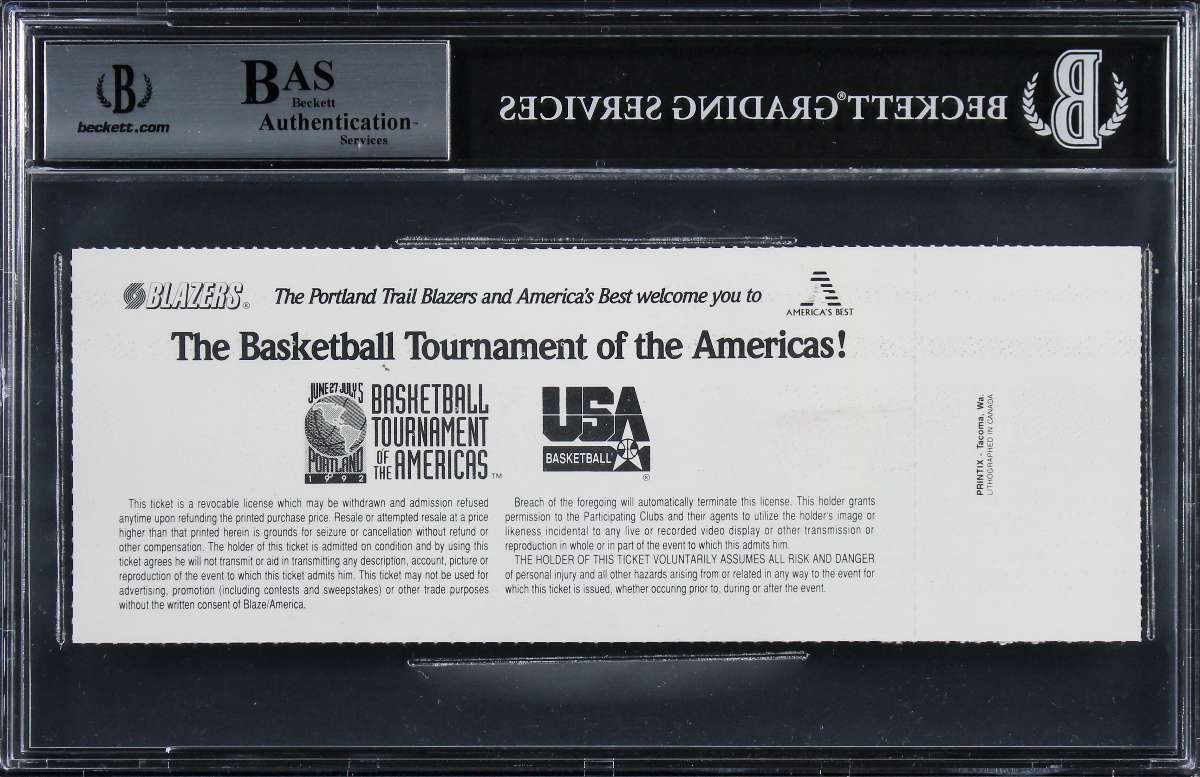 B
beckett.com
BAS
Beckett
Authentication™
Services
BECKETT® GRADING SERVICES
B
BLAZERS®
The Portland Trail Blazers and America's Best welcome you to
AMERICA'S BEST
The Basketball Tournament of the Americas!
JUNE 27 JULY 5
PORTLAND
1992
BASKETBALL
TOURNAMENT
OF THE AMERICAS™
USA
BASKETBALL
®
This ticket is a revocable license which may be withdrawn and admission refused
anytime upon refunding the printed purchase price. Resale or attempted resale at a price
higher than that printed herein is grounds for seizure or cancellation without refund or
other compensation. The holder of this ticket is admitted on condition and by using this
ticket agrees he will not transmit or aid in transmitting any description, account, picture or
reproduction of the event to which this ticket admits him. This ticket may not be used for
advertising, promotion (including contests and sweepstakes) or other trade purposes
without the written consent of Blaze/America.
Breach of the foregoing will automatically terminate this license. This holder grants
permission to the Participating Clubs and their agents to utilize the holder's image or
likeness incidental to any live or recorded video display or other transmission or
reproduction in whole or in part of the event to which this admits him.
THE HOLDER OF THIS TICKET VOLUNTARILY ASSUMES ALL RISK AND DANGER
of personal injury and all other hazards arising from or related in any way to the event for
which this ticket is issued, whether occuring prior to, during or after the event.
PRINTIX - Tacoma, Wa.
LITHOGRAPHED IN CANADA